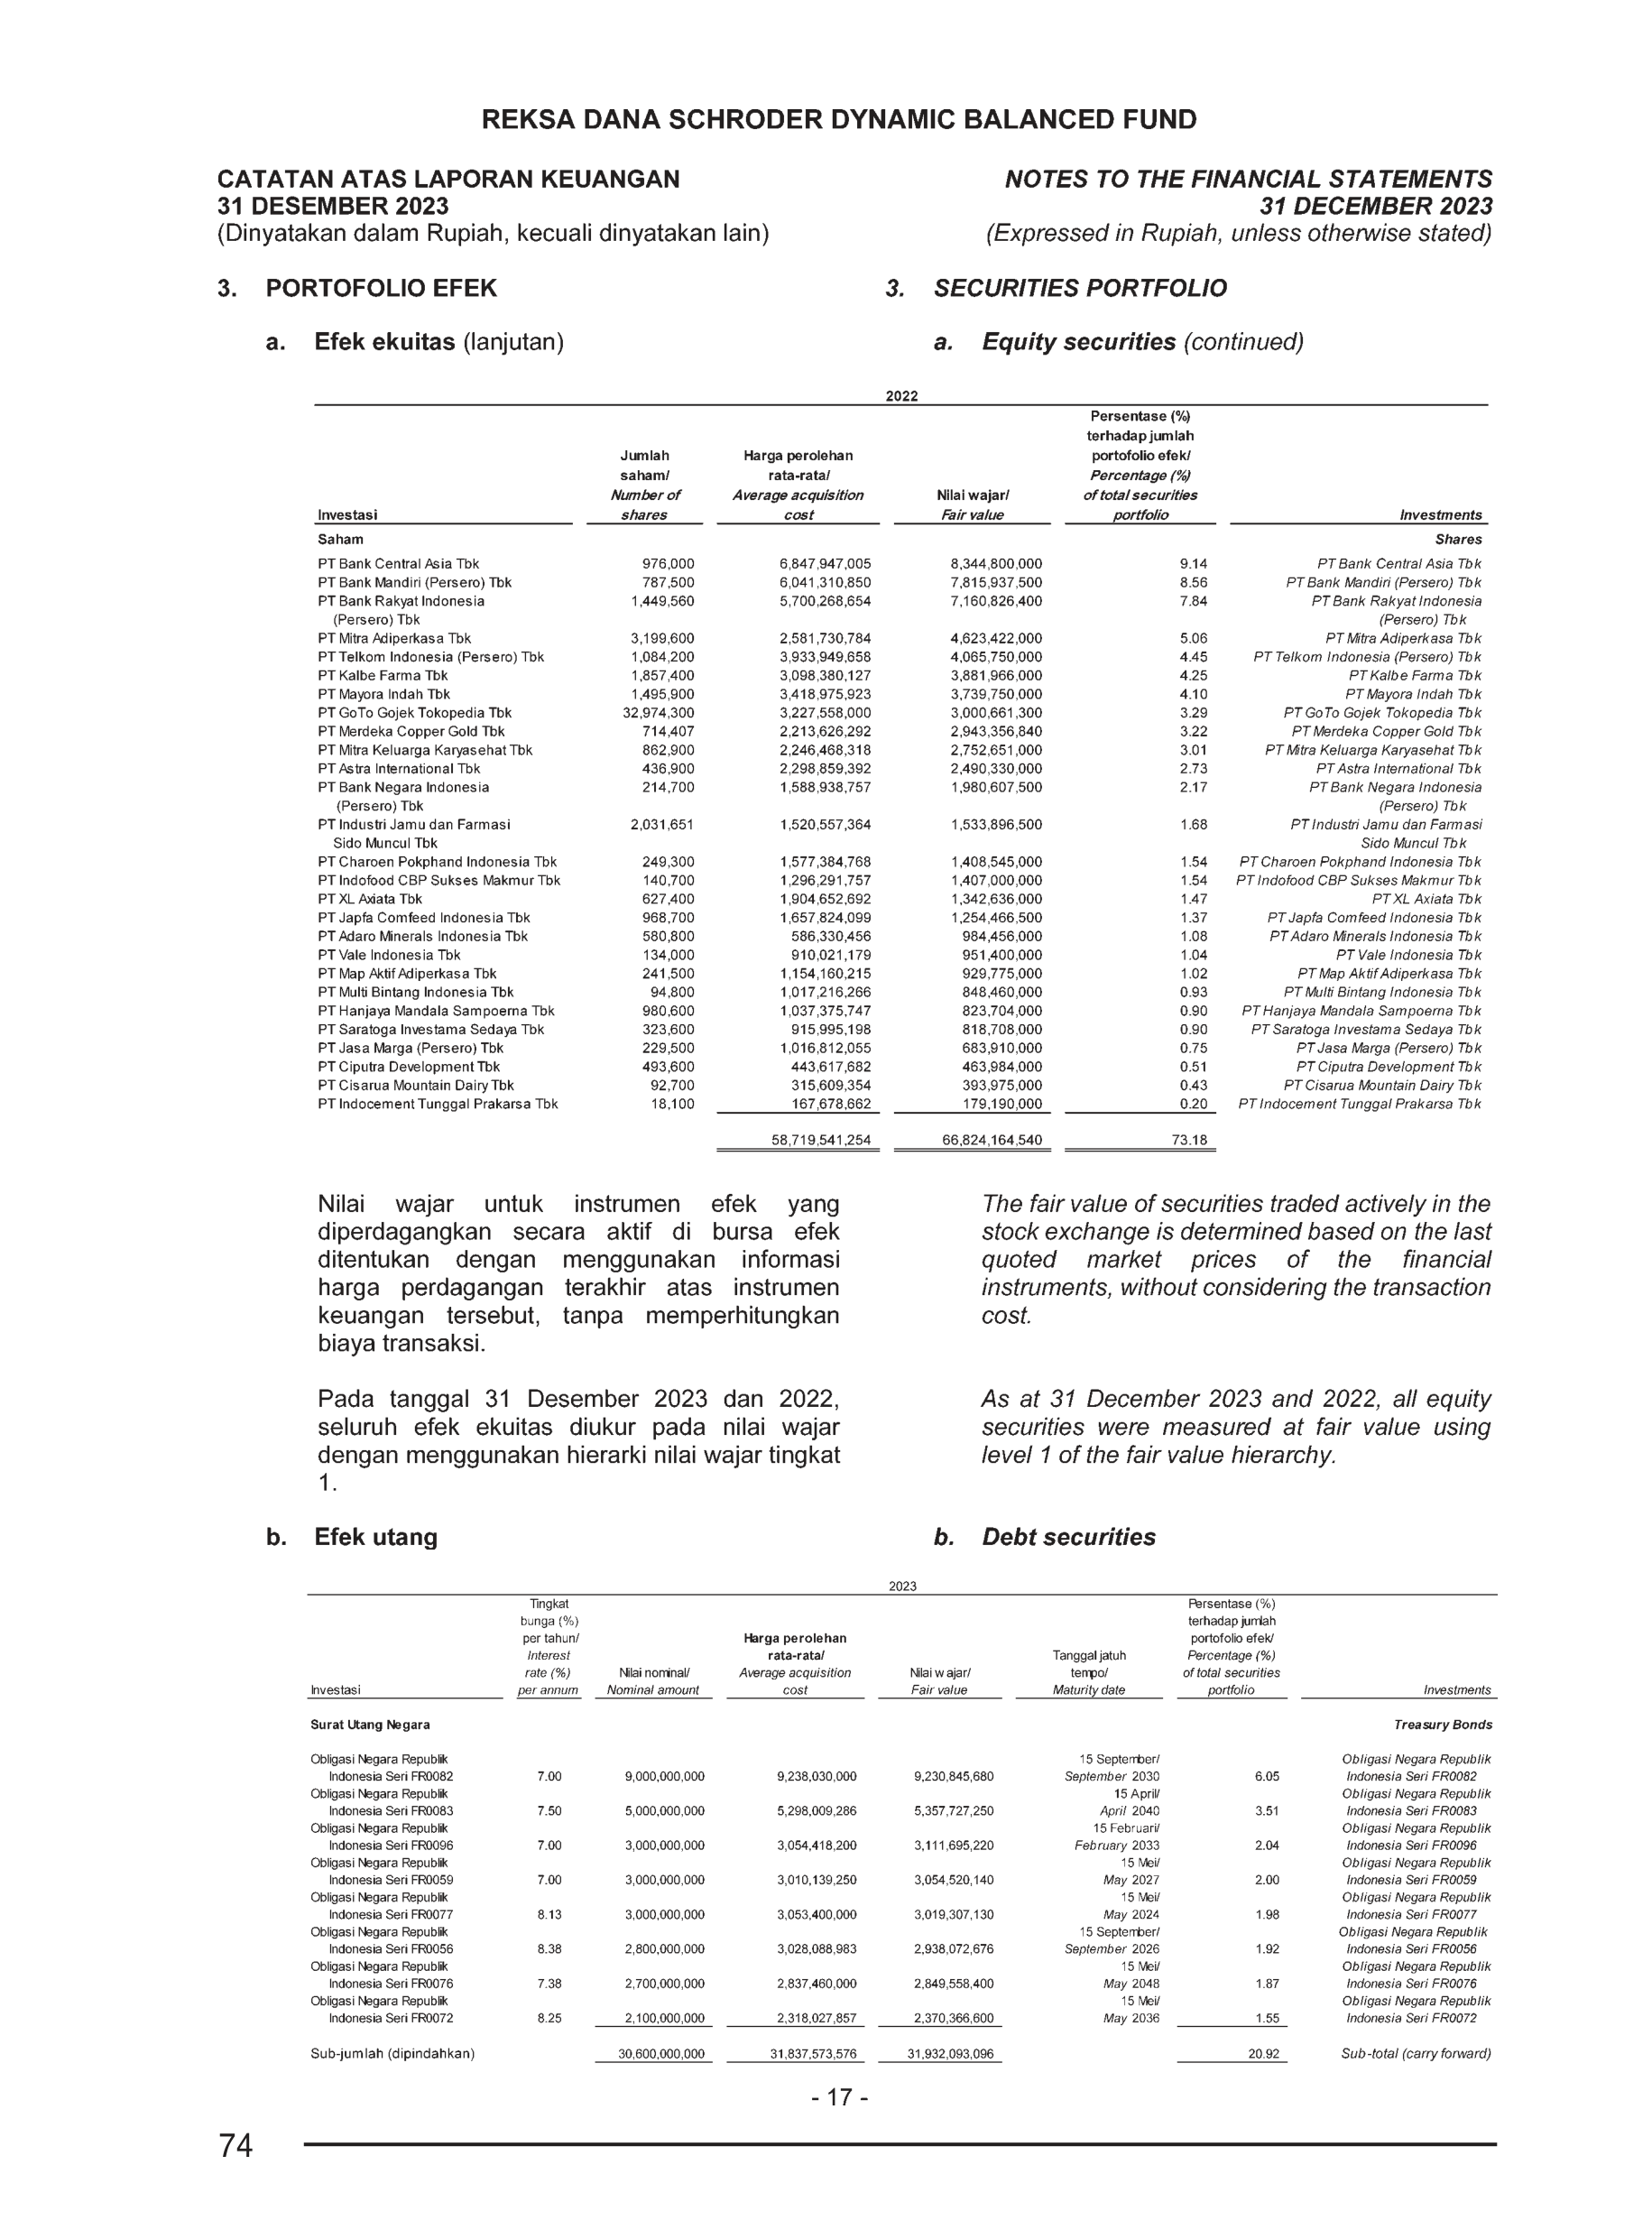 REKSA DANA SCHRODER DYNAMIC BALANCED FUND
CATATAN ATAS LAPORAN KEUANGAN
31 DESEMBER 2023
(Dinyatakan dalam Rupiah, kecuali dinyatakan lain)
NOTES TO THE FINANCIAL STATEMENTS
31 DECEMBER 2023
(Expressed in Rupiah, unless otherwise stated)
3. PORTOFOLIO EFEK
3. SECURITIES PORTFOLIO
a. Efek ekuitas (lanjutan)
a. Equity securities (continued)
2022
Persentase (%)
terhadap jumlah
Jumlah Harga perolehan portofolio efek/
saham/ rata-rata/ Percentage (%)
Number of Average acquisition Nilai wajar/ of total securities
Investasi shares cost Fair value portfolio Investments
Saham Shares
PT Bank Central Asia Tbk 976,000 6,847,947,005 8,344,800,000 9.14 PT Bank Central Asia Tbk
PT Bank Mandiri (Persero) Tbk 787,500 6,041,310,850 7,815,937,500 8.56 PT Bank Mandiri (Persero) Tbk
PT Bank Rakyat Indonesia 1,449,560 5,700,268,654 7,160,826,400 7.84 PT Bank Rakyat Indonesia
(Persero) Tbk (Persero) Tbk
PT Mitra Adiperkasa Tbk 3,199,600 2,581,730,784 4,623,422,000 5.06 PT Mitra Adiperkasa Tbk
PT Telkom Indonesia (Persero) Tbk 1,084,200 3,933,949,658 4,065,750,000 4.45 PT Telkom Indonesia (Persero) Tbk
PT Kalbe Farma Tbk 1,857,400 3,098,380,127 3,881,966,000 4.25 PT Kalbe Farma Tbk
PT Mayora Indah Tbk 1,495,900 3,418,975,923 3,739,750,000 4.10 PT Mayora Indah Tbk
PT GoTo Gojek Tokopedia Tbk 32,974,300 3,227,558,000 3,000,661,300 3.29 PT GoTo Gojek Tokopedia Tbk
PT Merdeka Copper Gold Tbk 714,407 2,213,626,292 2,943,356,840 3.22 PT Merdeka Copper Gold Tbk
PT Mitra Keluarga Karyasehat Tbk 862,900 2,246,468,318 2,752,651,000 3.01 PT Mitra Keluarga Karyasehat Tbk
PT Astra International Tbk 436,900 2,298,859,392 2,490,330,000 2.73 PT Astra International Tbk
PT Bank Negara Indonesia 214,700 1,588,938,757 1,980,607,500 2.17 PT Bank Negara Indonesia
(Persero) Tbk (Persero) Tbk
PT Industri Jamu dan Farmasi 2,031,651 1,520,557,364 1,533,896,500 1.68 PT Industri Jamu dan Farmasi
Sido Muncul Tbk Sido Muncul Tbk
PT Charoen Pokphand Indonesia Tbk 249,300 1,577,384,768 1,408,545,000 1.54 PT Charoen Pokphand Indonesia Tbk
PT Indofood CBP Sukses Makmur Tbk 140,700 1,296,291,757 1,407,000,000 1.54 PT Indofood CBP Sukses Makmur Tbk
PT XL Axiata Tbk 627,400 1,904,652,692 1,342,636,000 1.47 PT XL Axiata Tbk
PT Japfa Comfeed Indonesia Tbk 968,700 1,657,824,099 1,254,466,500 1.37 PT Japfa Comfeed Indonesia Tbk
PT Adaro Minerals Indonesia Tbk 580,800 586,330,456 984,456,000 1.08 PT Adaro Minerals Indonesia Tbk
PT Vale Indonesia Tbk 134,000 910,021,179 951,400,000 1.04 PT Vale Indonesia Tbk
PT Map Aktif Adiperkasa Tbk 241,500 1,154,160,215 929,775,000 1.02 PT Map Aktif Adiperkasa Tbk
PT Multi Bintang Indonesia Tbk 94,800 1,017,216,266 848,460,000 0.93 PT Multi Bintang Indonesia Tbk
PT Hanjaya Mandala Sampoerna Tbk 980,600 1,037,375,747 823,704,000 0.90 PT Hanjaya Mandala Sampoerna Tbk
PT Saratoga Investama Sedaya Tbk 323,600 915,995,198 818,708,000 0.90 PT Saratoga Investama Sedaya Tbk
PT Jasa Marga (Persero) Tbk 229,500 1,016,812,055 683,910,000 0.75 PT Jasa Marga (Persero) Tbk
PT Ciputra Development Tbk 493,600 443,617,682 463,984,000 0.51 PT Ciputra Development Tbk
PT Cisarua Mountain Dairy Tbk 92,700 315,609,354 393,975,000 0.43 PT Cisarua Mountain Dairy Tbk
PT Indocement Tunggal Prakarsa Tbk 18,100 167,678,662 179,190,000 0.20 PT Indocement Tunggal Prakarsa Tbk
58,719,541,254 66,824,164,540 73.18
Nilai wajar untuk instrumen efek yang
diperdagangkan secara aktif di bursa efek
ditentukan dengan menggunakan informasi
harga perdagangan terakhir atas instrumen
keuangan tersebut, tanpa memperhitungkan
biaya transaksi.
The fair value of securities traded actively in the
stock exchange is determined based on the last
quoted market prices of the financial
instruments, without considering the transaction
cost.
Pada tanggal 31 Desember 2023 dan 2022,
seluruh efek ekuitas diukur pada nilai wajar
dengan menggunakan hierarki nilai wajar tingkat
1.
As at 31 December 2023 and 2022, all equity
securities were measured at fair value using
level 1 of the fair value hierarchy.
b. Efek utang
b. Debt securities
2023
Tingkat Persentase (%)
bunga (%) terhadap jumlah
per tahun/ Harga perolehan portofolio efek/
Interest rata-rata/ Tanggal jatuh Percentage (%)
rate (%) Nilai nominal/ Average acquisition Nilai wajar/ tempo/ of total securities
Investasi per annum Nominal amount cost Fair value Maturity date portfolio Investments
Surat Utang Negara Treasury Bonds
Obligasi Negara Republik 15 September/ Obligasi Negara Republik
Indonesia Seri FR0082 7.00 9,000,000,000 9,238,030,000 9,230,845,680 September 2030 6.05 Indonesia Seri FR0082
Obligasi Negara Republik 15 April/ Obligasi Negara Republik
Indonesia Seri FR0083 7.50 5,000,000,000 5,298,009,286 5,357,727,250 April 2040 3.51 Indonesia Seri FR0083
Obligasi Negara Republik 15 Februari/ Obligasi Negara Republik
Indonesia Seri FR0096 7.00 3,000,000,000 3,054,418,200 3,111,695,220 February 2033 2.04 Indonesia Seri FR0096
Obligasi Negara Republik 15 Mei/ Obligasi Negara Republik
Indonesia Seri FR0059 7.00 3,000,000,000 3,010,139,250 3,054,520,140 May 2027 2.00 Indonesia Seri FR0059
Obligasi Negara Republik 15 Mei/ Obligasi Negara Republik
Indonesia Seri FR0077 8.13 3,000,000,000 3,053,400,000 3,019,307,130 May 2024 1.98 Indonesia Seri FR0077
Obligasi Negara Republik 15 September/ Obligasi Negara Republik
Indonesia Seri FR0056 8.38 2,800,000,000 3,028,088,983 2,938,072,676 September 2026 1.92 Indonesia Seri FR0056
Obligasi Negara Republik 15 Mei/ Obligasi Negara Republik
Indonesia Seri FR0076 7.38 2,700,000,000 2,837,460,000 2,849,558,400 May 2048 1.87 Indonesia Seri FR0076
Obligasi Negara Republik 15 Mei/ Obligasi Negara Republik
Indonesia Seri FR0072 8.25 2,100,000,000 2,318,027,857 2,370,366,600 May 2036 1.55 Indonesia Seri FR0072
Sub-jumlah (dipindahkan) 30,600,000,000 31,837,573,576 31,932,093,096 20.92 Sub-total (carry forward)
- 17 -
74